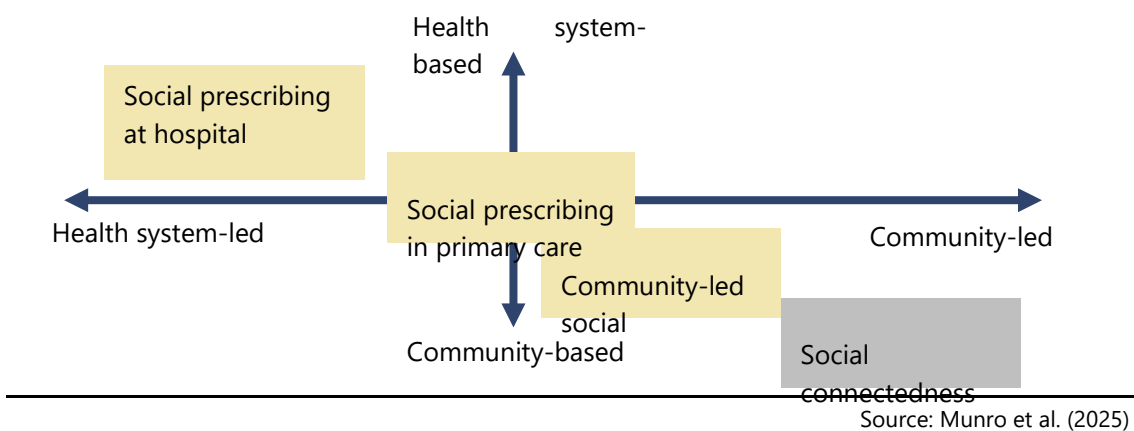 Health system-
based
Social prescribing
at hospital
Social prescribing
in primary care
Health system-led
Community-led
Community-led
social
Community-based
Social
connectedness
Source: Munro et al. (2025)